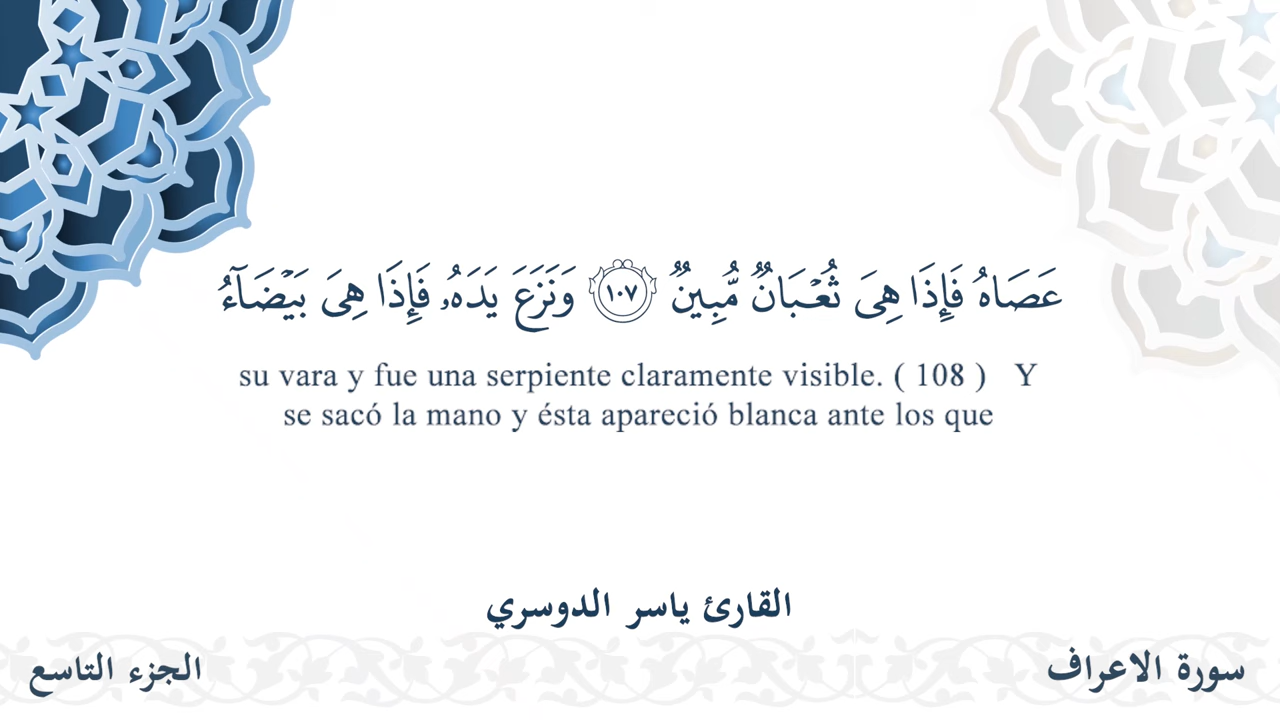 عَصَاهُ فَإِذَا هِىَ ثُعْبَانٌ مُّبِينٌ ١٠٧ وَنَزَعَ يَدَهُۥ فَإِذَا هِىَ بَيْضَآءُ
su vara y fue una serpiente claramente visible. ( 108 ) Y
se sacó la mano y ésta apareció blanca ante los que
القارئ ياسر الدوسري
سورة الاعراف
الجزء التاسع